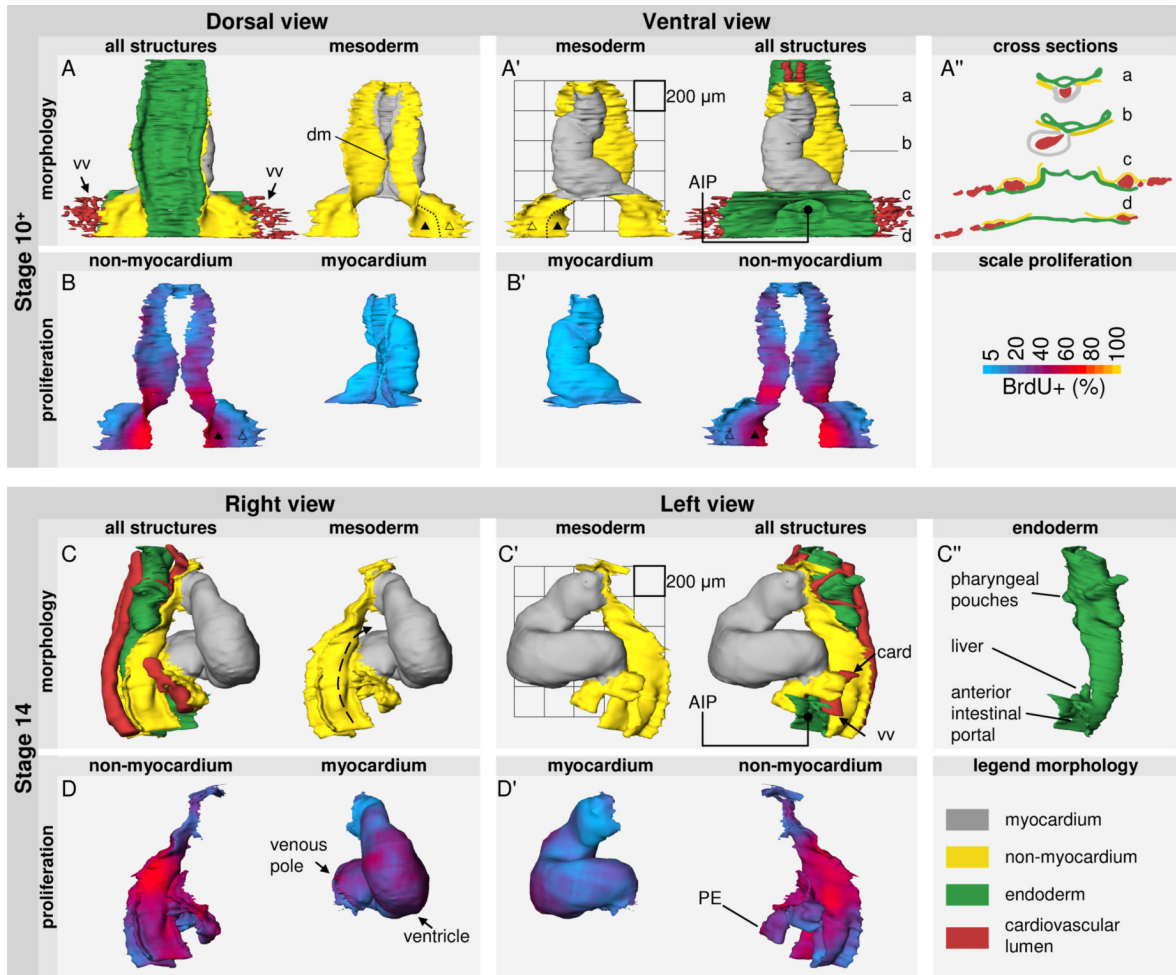 Dorsal view
Ventral view
all structures
mesoderm
mesoderm
all structures
cross sections
Stage 10+
morphology
A
vv
vv
dm
A'
200 µm
AIP
a
b
c
d
A''
a
b
c
d
non-myocardium
myocardium
myocardium
non-myocardium
scale proliferation
proliferation
B
B'
5
20
40
60
80
100
BrdU+ (%)
Right view
Left view
all structures
mesoderm
mesoderm
all structures
endoderm
Stage 14
morphology
C
C'
200 µm
card
AIP
vv
C''
pharyngeal
pouches
liver
anterior
intestinal
portal
non-myocardium
myocardium
myocardium
non-myocardium
legend morphology
proliferation
D
venous
pole
ventricle
D'
PE
myocardium
non-myocardium
endoderm
cardiovascular
lumen